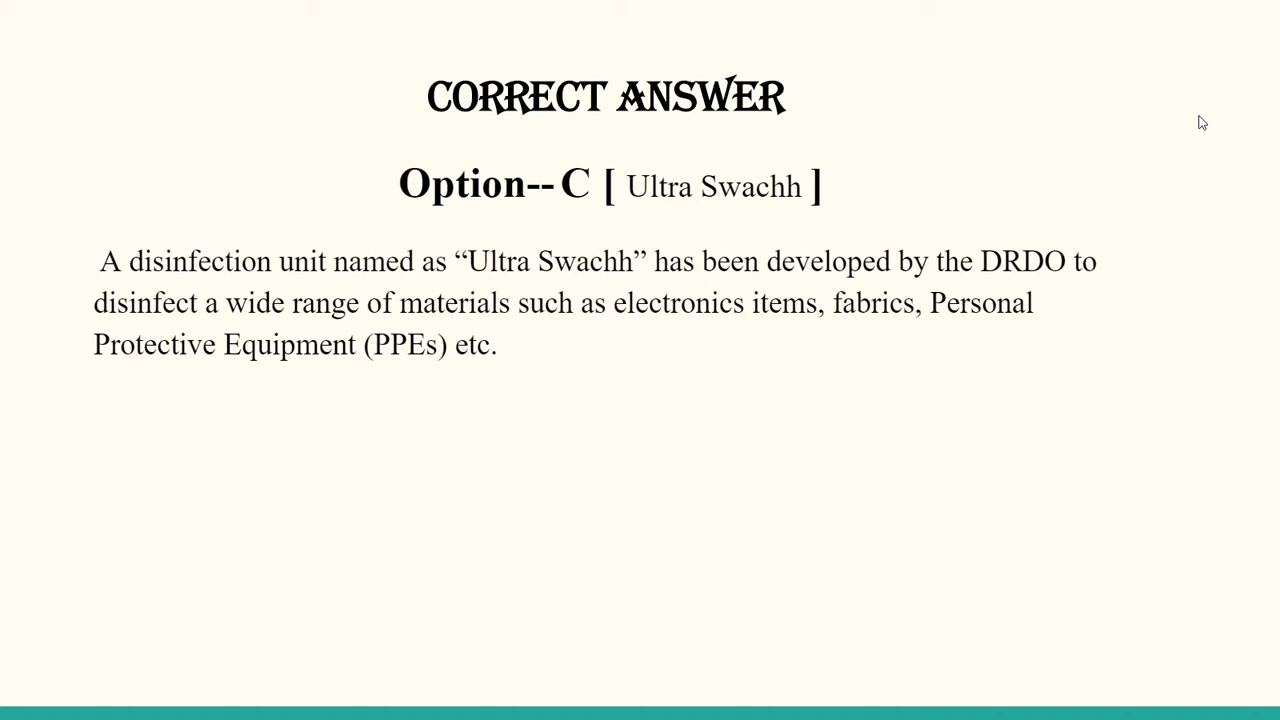 CORRECT ANSWER
Option-- C [ Ultra Swachh ]
A disinfection unit named as “Ultra Swachh” has been developed by the DRDO to
disinfect a wide range of materials such as electronics items, fabrics, Personal
Protective Equipment (PPEs) etc.